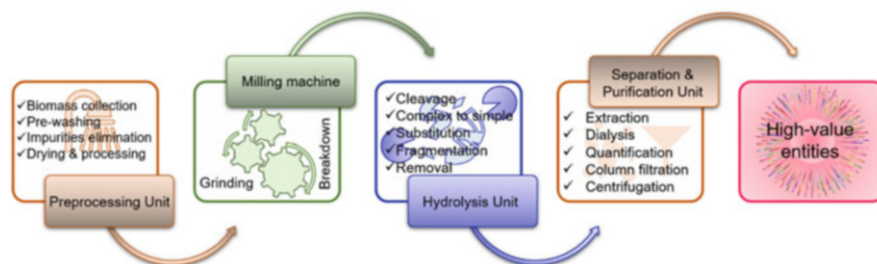 ✓Biomass collection
✓Pre-washing
✓Impurities elimination
✓Drying & processing
Preprocessing Unit
Milling machine
Grinding
Breakdown
✓Cleavage
✓Complex to simple
✓Substitution
✓Fragmentation
✓Removal
Hydrolysis Unit
Separation &
Purification Unit
✓ Extraction
✓ Dialysis
✓ Quantification
✓ Column filtration
✓ Centrifugation
High-value
entities